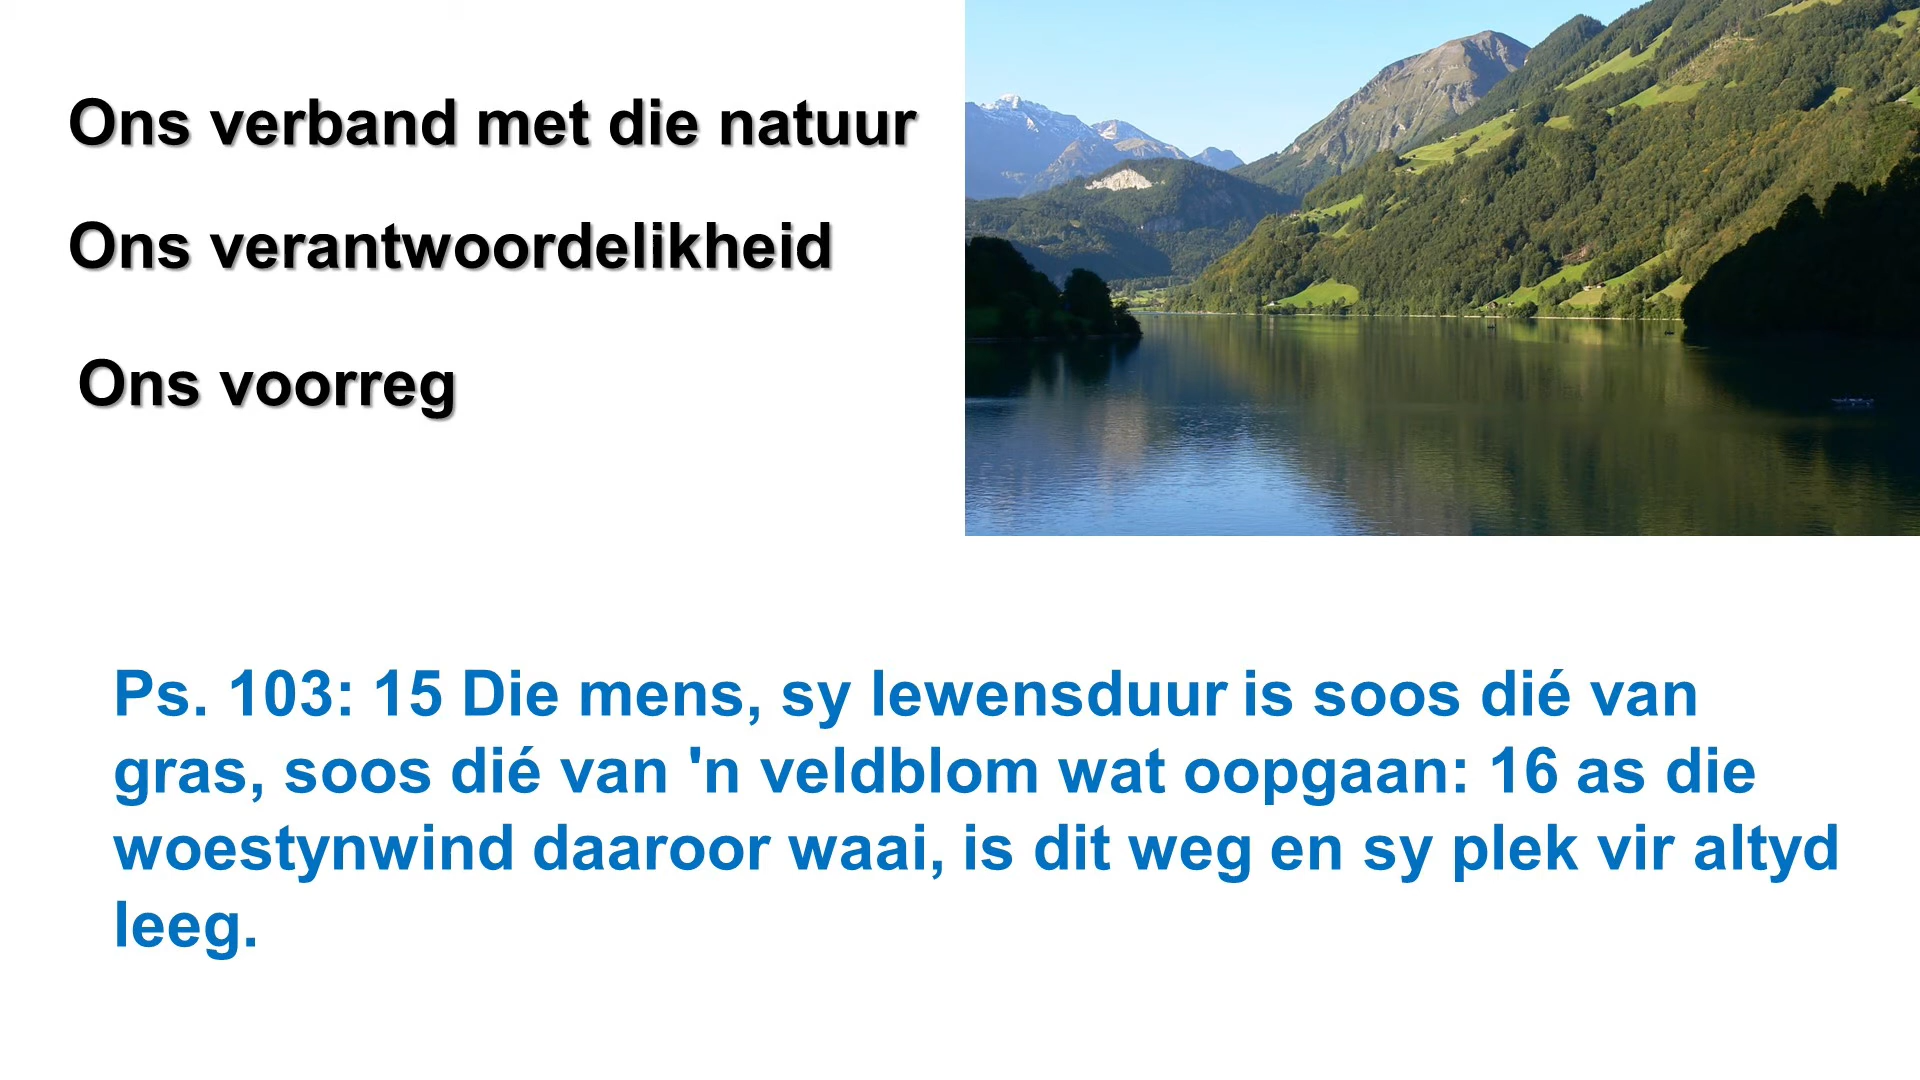 Ons verband met die natuur
Ons verantwoordelikheid
Ons voorreg
Ps. 103: 15 Die mens, sy lewensduur is soos dié van
gras, soos dié van 'n veldblom wat oopgaan: 16 as die
woestynwind daaroor waai, is dit weg en sy plek vir altyd
leeg.